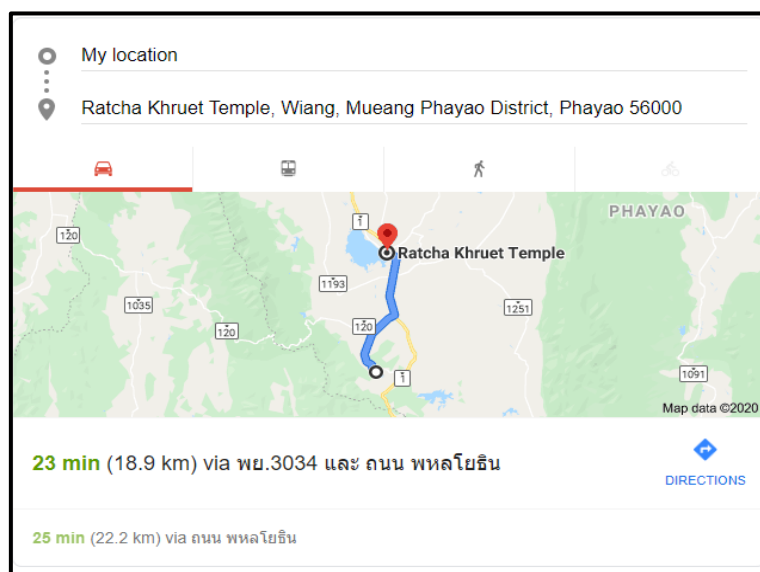 My location
Ratcha Khruet Temple, Wiang, Mueang Phayao District, Phayao 56000
PHAYAO
120
1
Ratcha Khruet Temple
1193
1035
1251
120
120
1
1091
Map data ©2020
23 min (18.9 km) via พย.3034 และ ถนน พหลโยธิน
DIRECTIONS
25 min (22.2 km) via ถนน พหลโยธิน